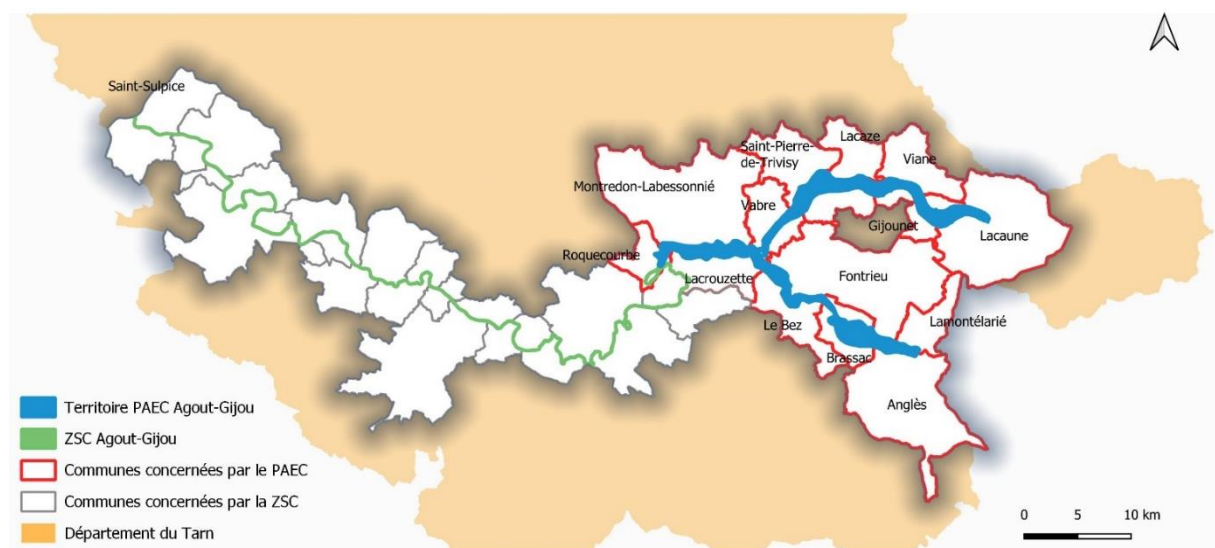 Saint-Sulpice
Lacaze
Saint-Pierre-
de-Trivisy
Viane
Montredon-Labessonnié
Vabre
Gijounet
Lacaune
Roquecourbe
Lacrouzette
Fontrieu
Le Bez
Lamontélarié
Brassac
Anglès
Territoire PAEC Agout-Gijou
ZSC Agout-Gijou
Communes concernées par le PAEC
Communes concernées par la ZSC
Département du Tarn
0 5 10 km